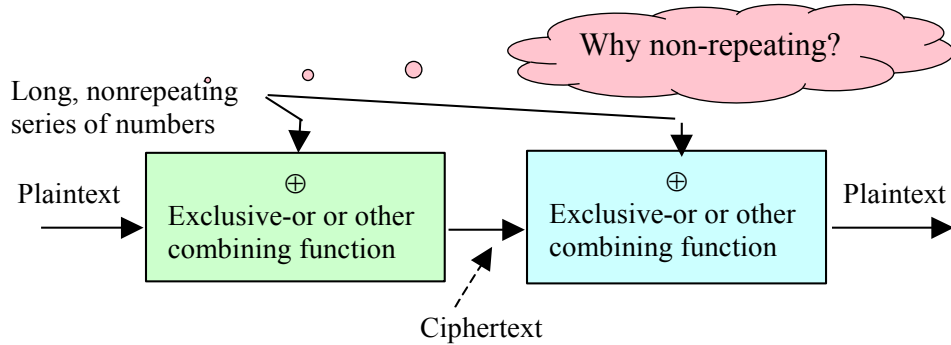 Why non-repeating?
Long, nonrepeating
series of numbers
Plaintext
⊕
Exclusive-or or other
combining function
⊕
Exclusive-or or other
combining function
Plaintext
Ciphertext